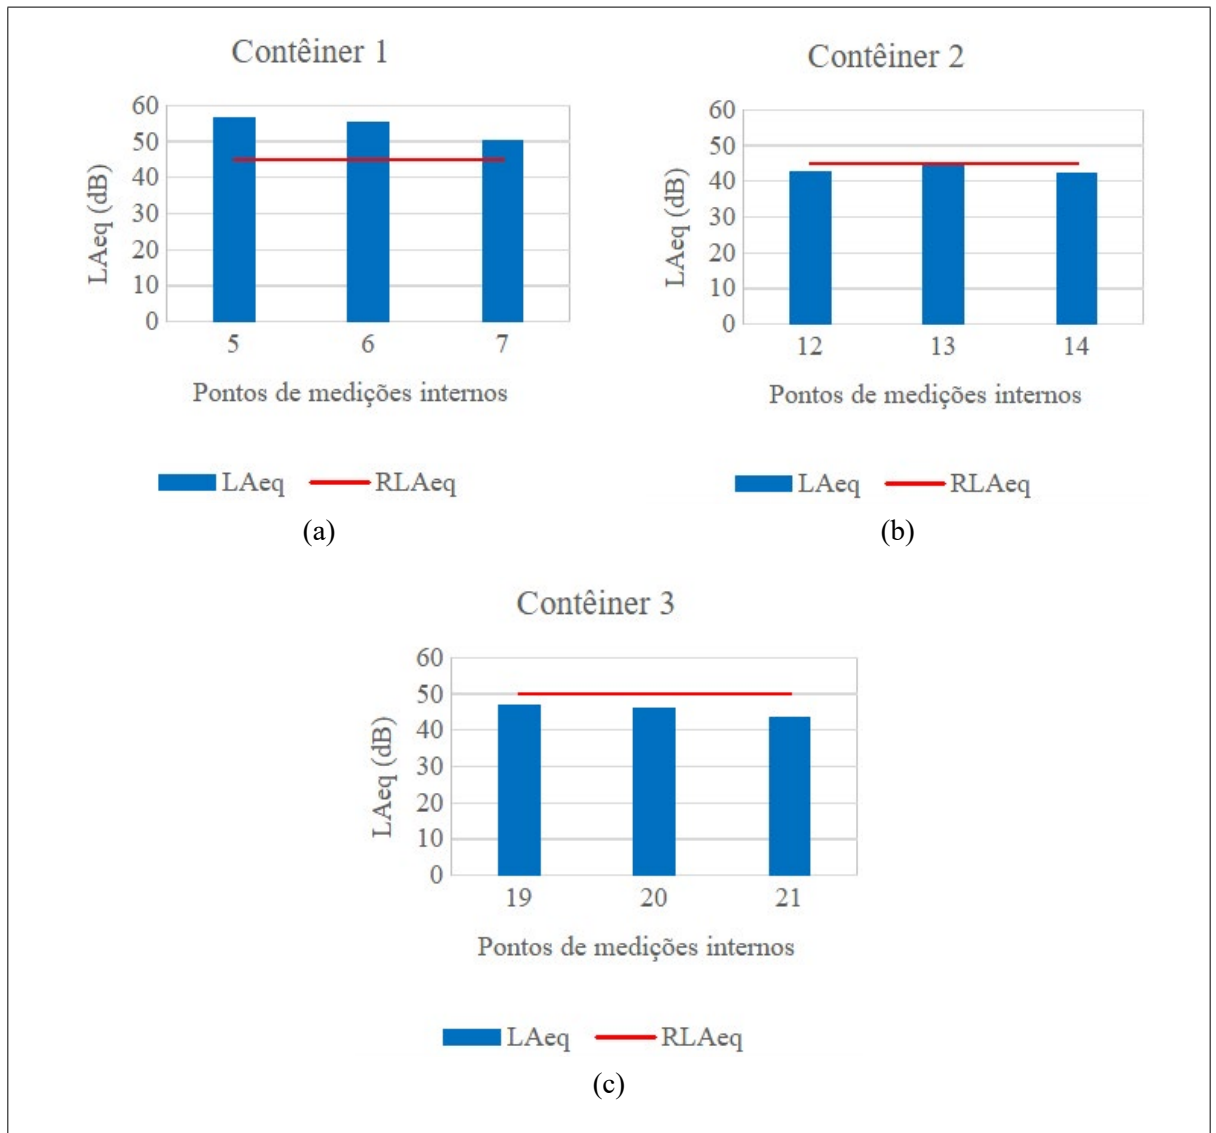 Contêiner 1
60
50
40
30
20
10
0
LAeq (dB)
5 6 7
Pontos de medições internos
LAeq RLAeq
(a)
Contêiner 2
60
50
40
30
20
10
0
LAeq (dB)
12 13 14
Pontos de medições internos
LAeq RLAeq
(b)
Contêiner 3
60
50
40
30
20
10
0
LAeq (dB)
19 20 21
Pontos de medições internos
LAeq RLAeq
(c)